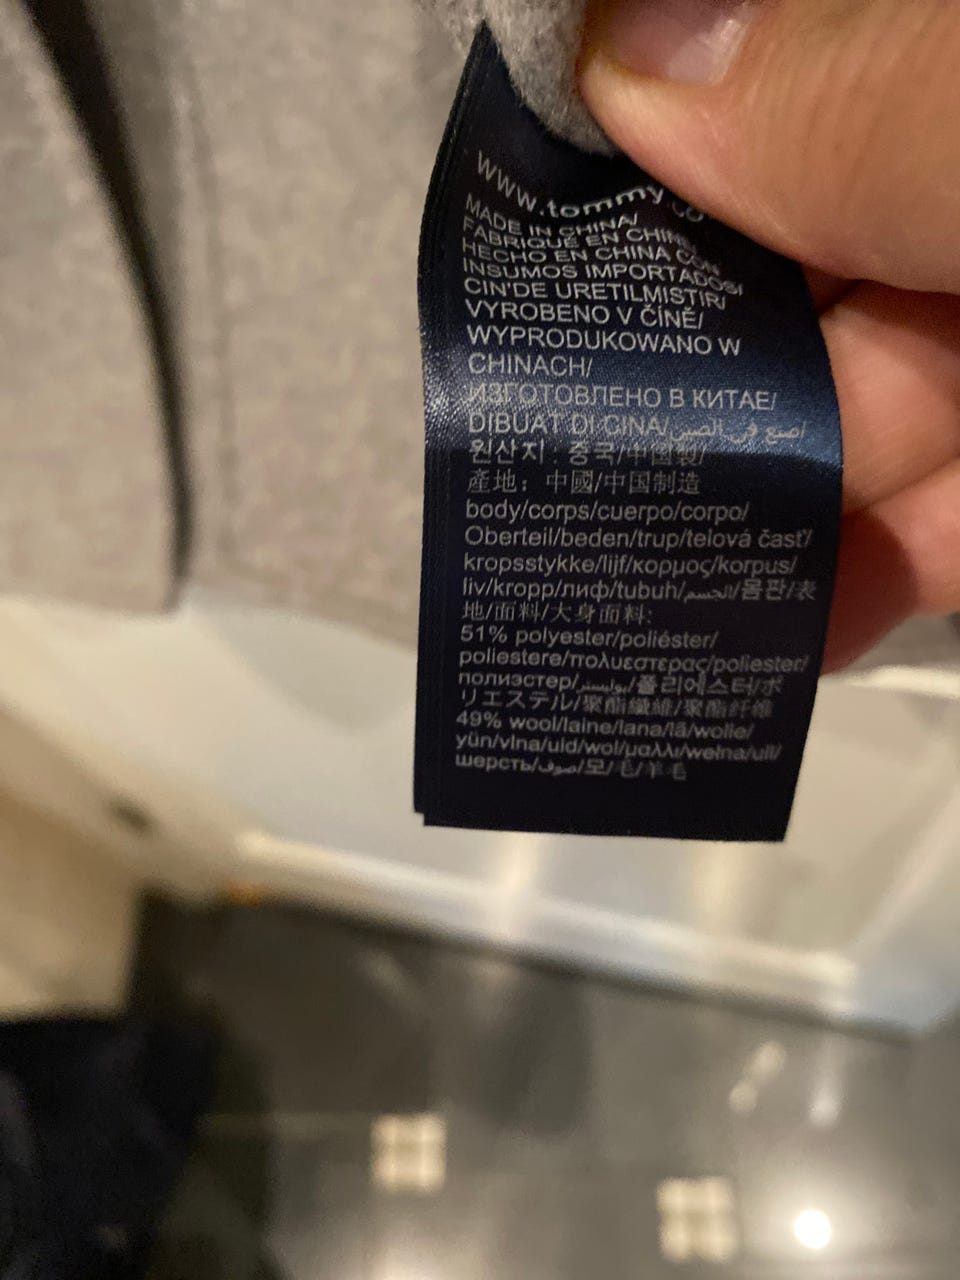 www.tommy.co
MADE IN CHINA/
FABRIQUÉ EN CHINE/
HECHO EN CHINA CON
INSUMOS IMPORTADOS/
CIN'DE URETILMISTIR/
VYROBENO V ČÍNĚ/
WYPRODUKOWANO W
CHINACH/
ИЗГОТОВЛЕНО В КИТАЕ/
DIBUAT DI CINA/صنع في الصين/
원산지 : 중국/中国製/
産地：中國/中国制造
body/corps/cuerpo/corpo/
Oberteil/beden/trup/telová časť/
kropsstykke/lijf/κορμος/korpus/
liv/kropp/лиф/tubuh/الجسم/몸판/表
地/面料/大身面料:
51% polyester/poliéster/
poliestere/πολυεστερας/poliester/
полиэстер/بوليستر/폴리에스터/ポ
リエステル/聚酯纖維/聚酯纤维
49% wool/laine/lana/lã/wolle/
yün/vlna/uld/wol/μαλλι/wełna/ull/
шерсть/صوف/모/毛/羊毛